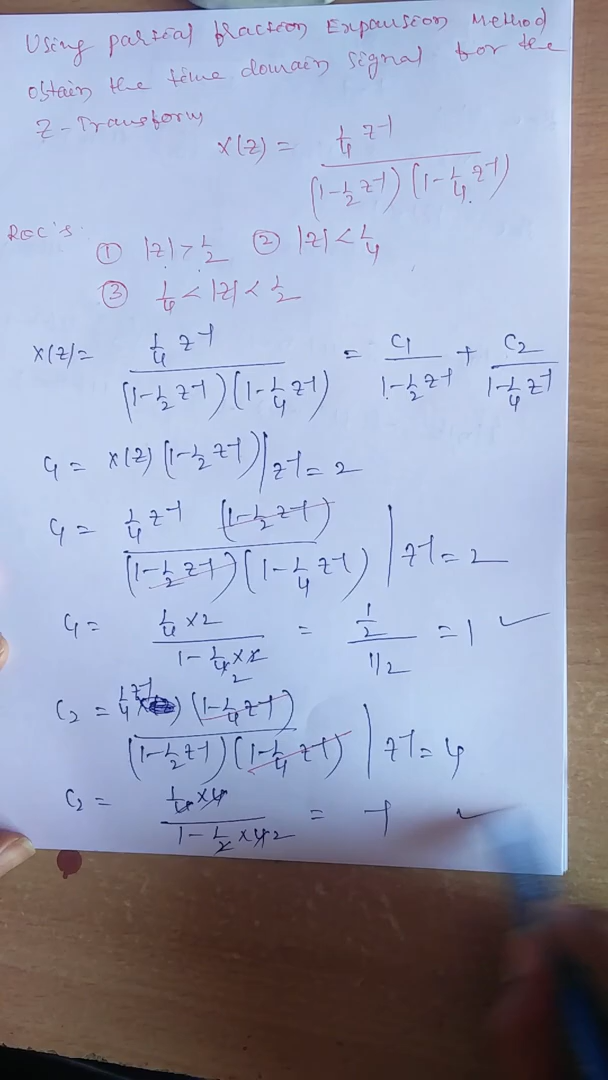 Using partial fraction Expansion Method
obtain the time domain signal for the
Z-Transform
X(z) = (1/4 z⁻¹) / ((1-1/2 z⁻¹)(1-1/4 z⁻¹))
ROC's
① |z| > 1/2 ② |z| < 1/4
③ 1/4 < |z| < 1/2
X(z) = (1/4 z⁻¹) / ((1-1/2 z⁻¹)(1-1/4 z⁻¹)) = C₁ / (1-1/2 z⁻¹) + C₂ / (1-1/4 z⁻¹)
C₁ = X(z) (1-1/2 z⁻¹) | z⁻¹ = 2
C₁ = (1/4 z⁻¹ (1-1/2 z⁻¹)) / ((1-1/2 z⁻¹)(1-1/4 z⁻¹)) | z⁻¹ = 2
C₁ = (1/4 × 2) / (1 - 1/4 × 2) = (1/2) / (1/2) = 1 ✓
C₂ = (1/4 z⁻¹ (1-1/4 z⁻¹)) / ((1-1/2 z⁻¹)(1-1/4 z⁻¹)) | z⁻¹ = 4
C₂ = (1/4 × 4) / (1 - 1/2 × 4 2) = -1 ✓